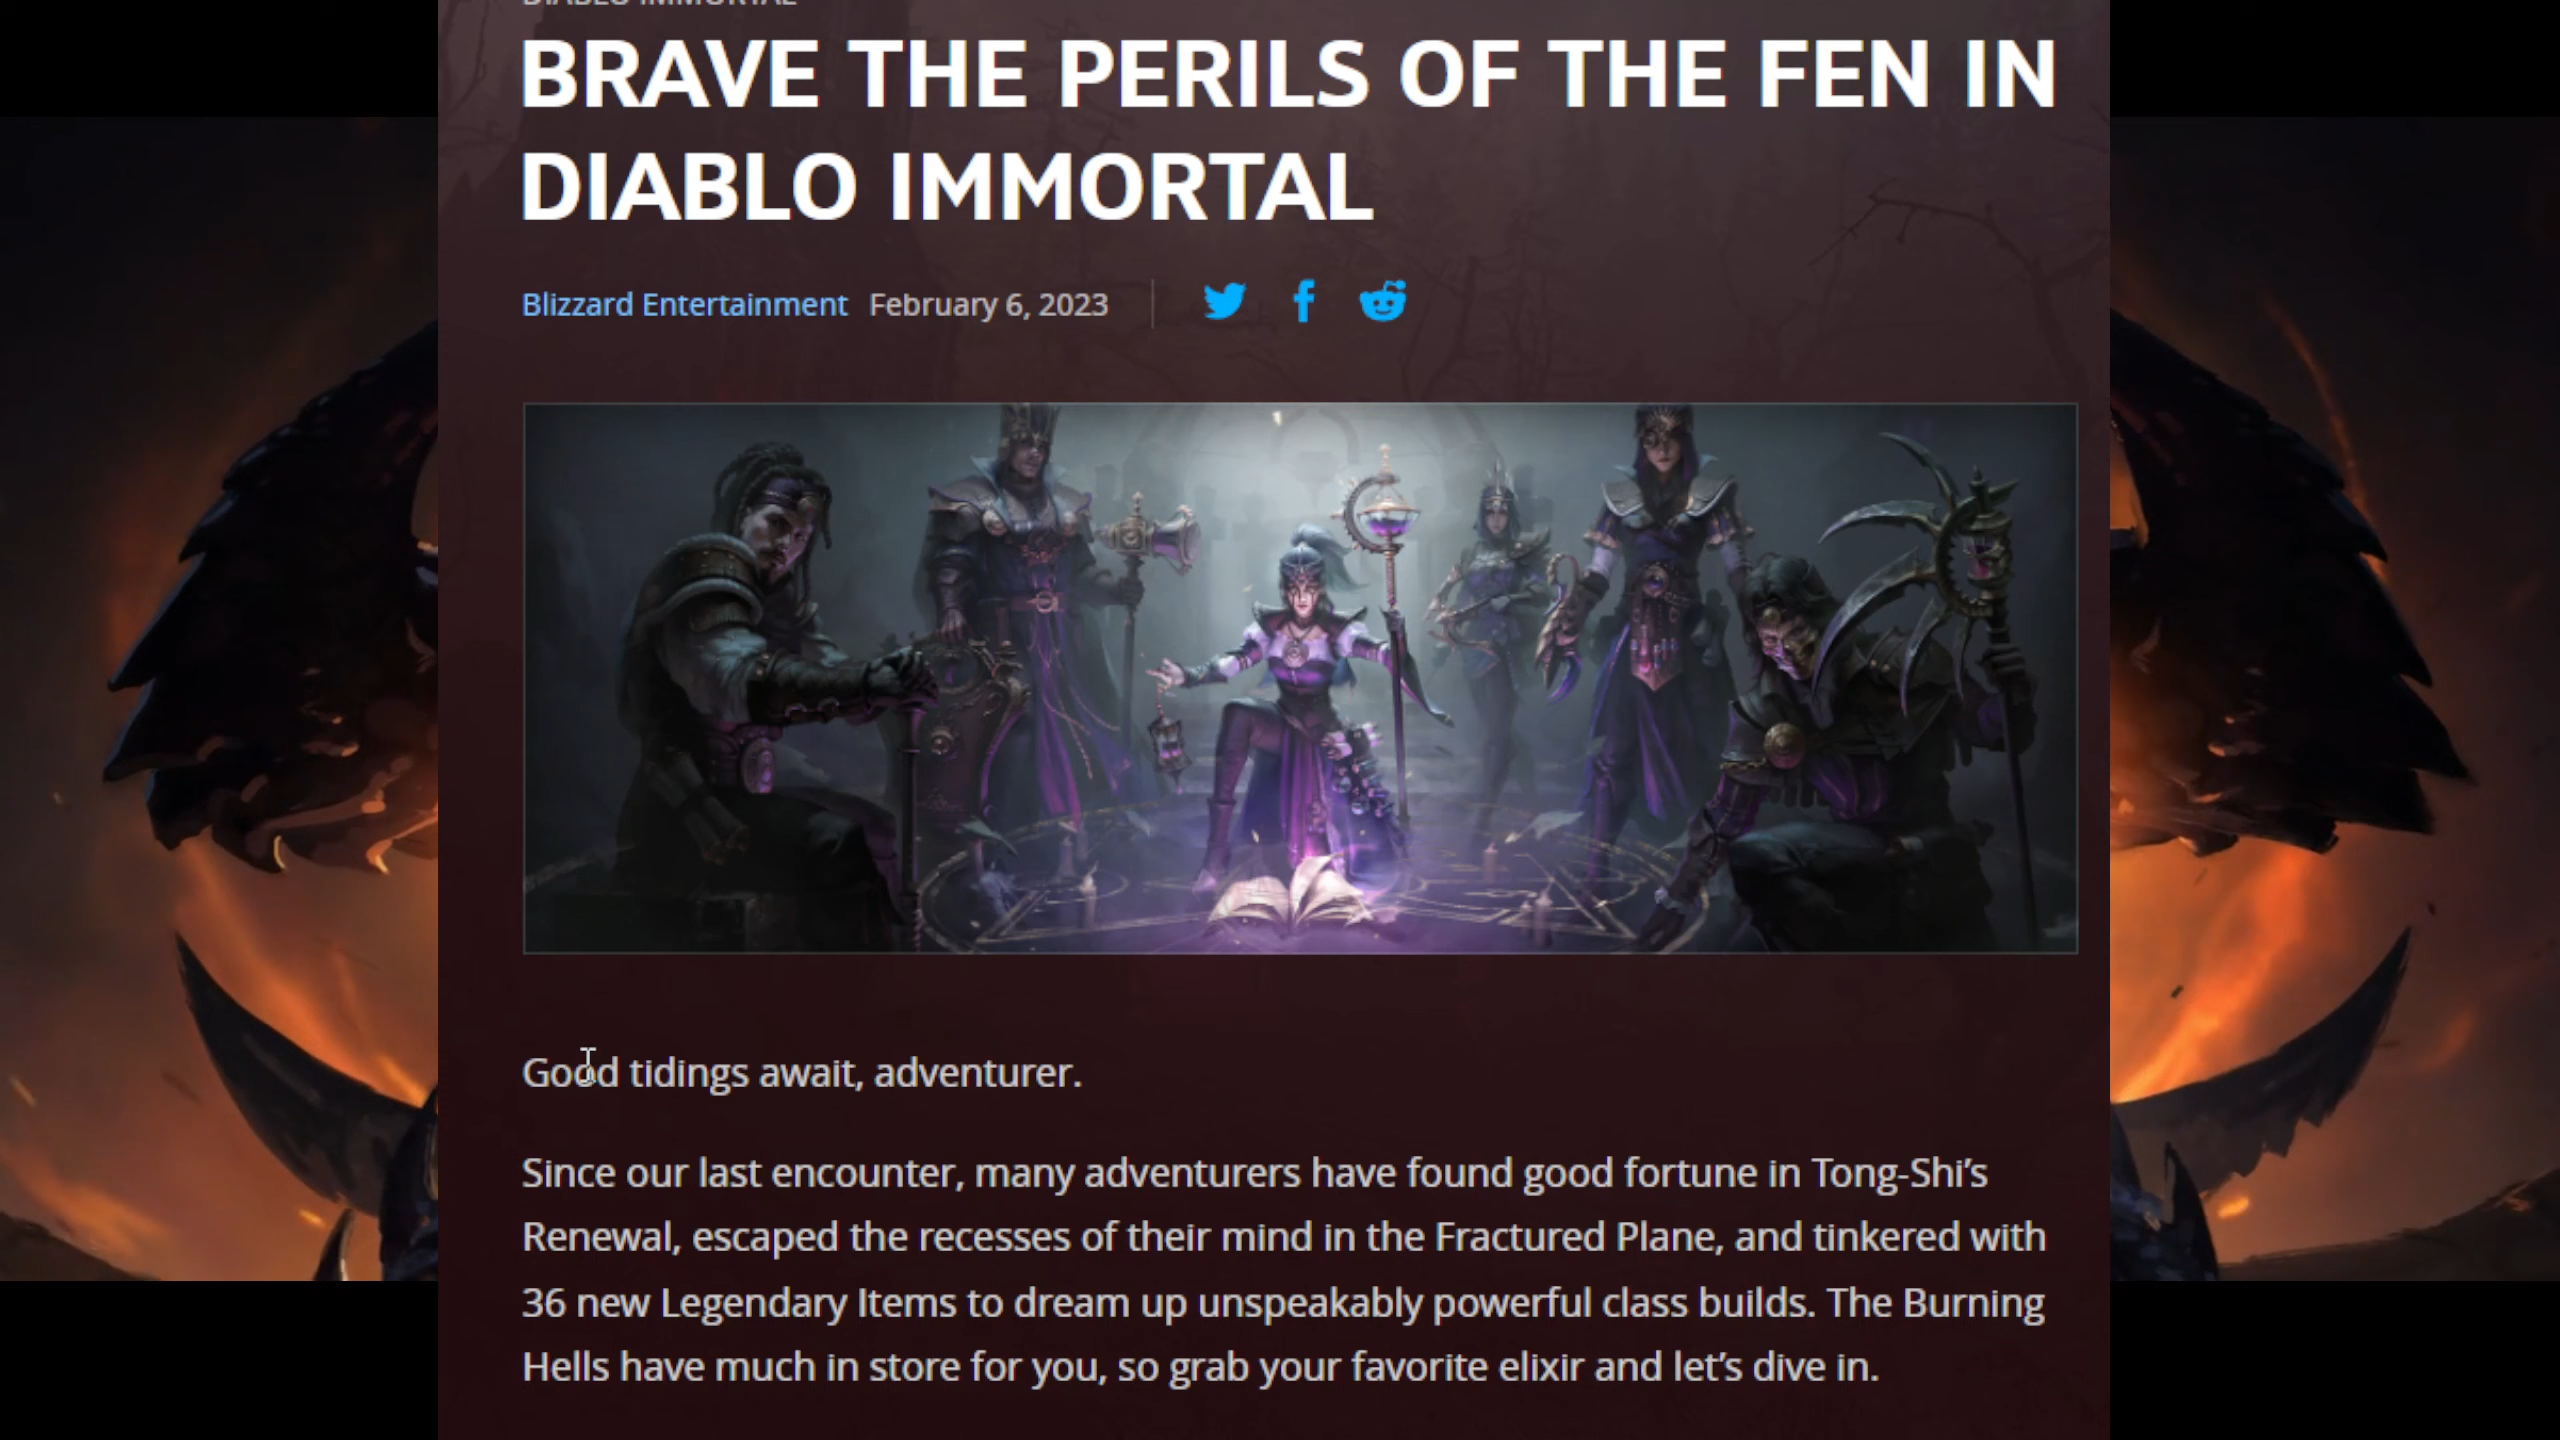 DIABLO IMMORTAL
BRAVE THE PERILS OF THE FEN IN
DIABLO IMMORTAL
Blizzard Entertainment February 6, 2023
Good tidings await, adventurer.
Since our last encounter, many adventurers have found good fortune in Tong-Shi’s
Renewal, escaped the recesses of their mind in the Fractured Plane, and tinkered with
36 new Legendary Items to dream up unspeakably powerful class builds. The Burning
Hells have much in store for you, so grab your favorite elixir and let’s dive in.